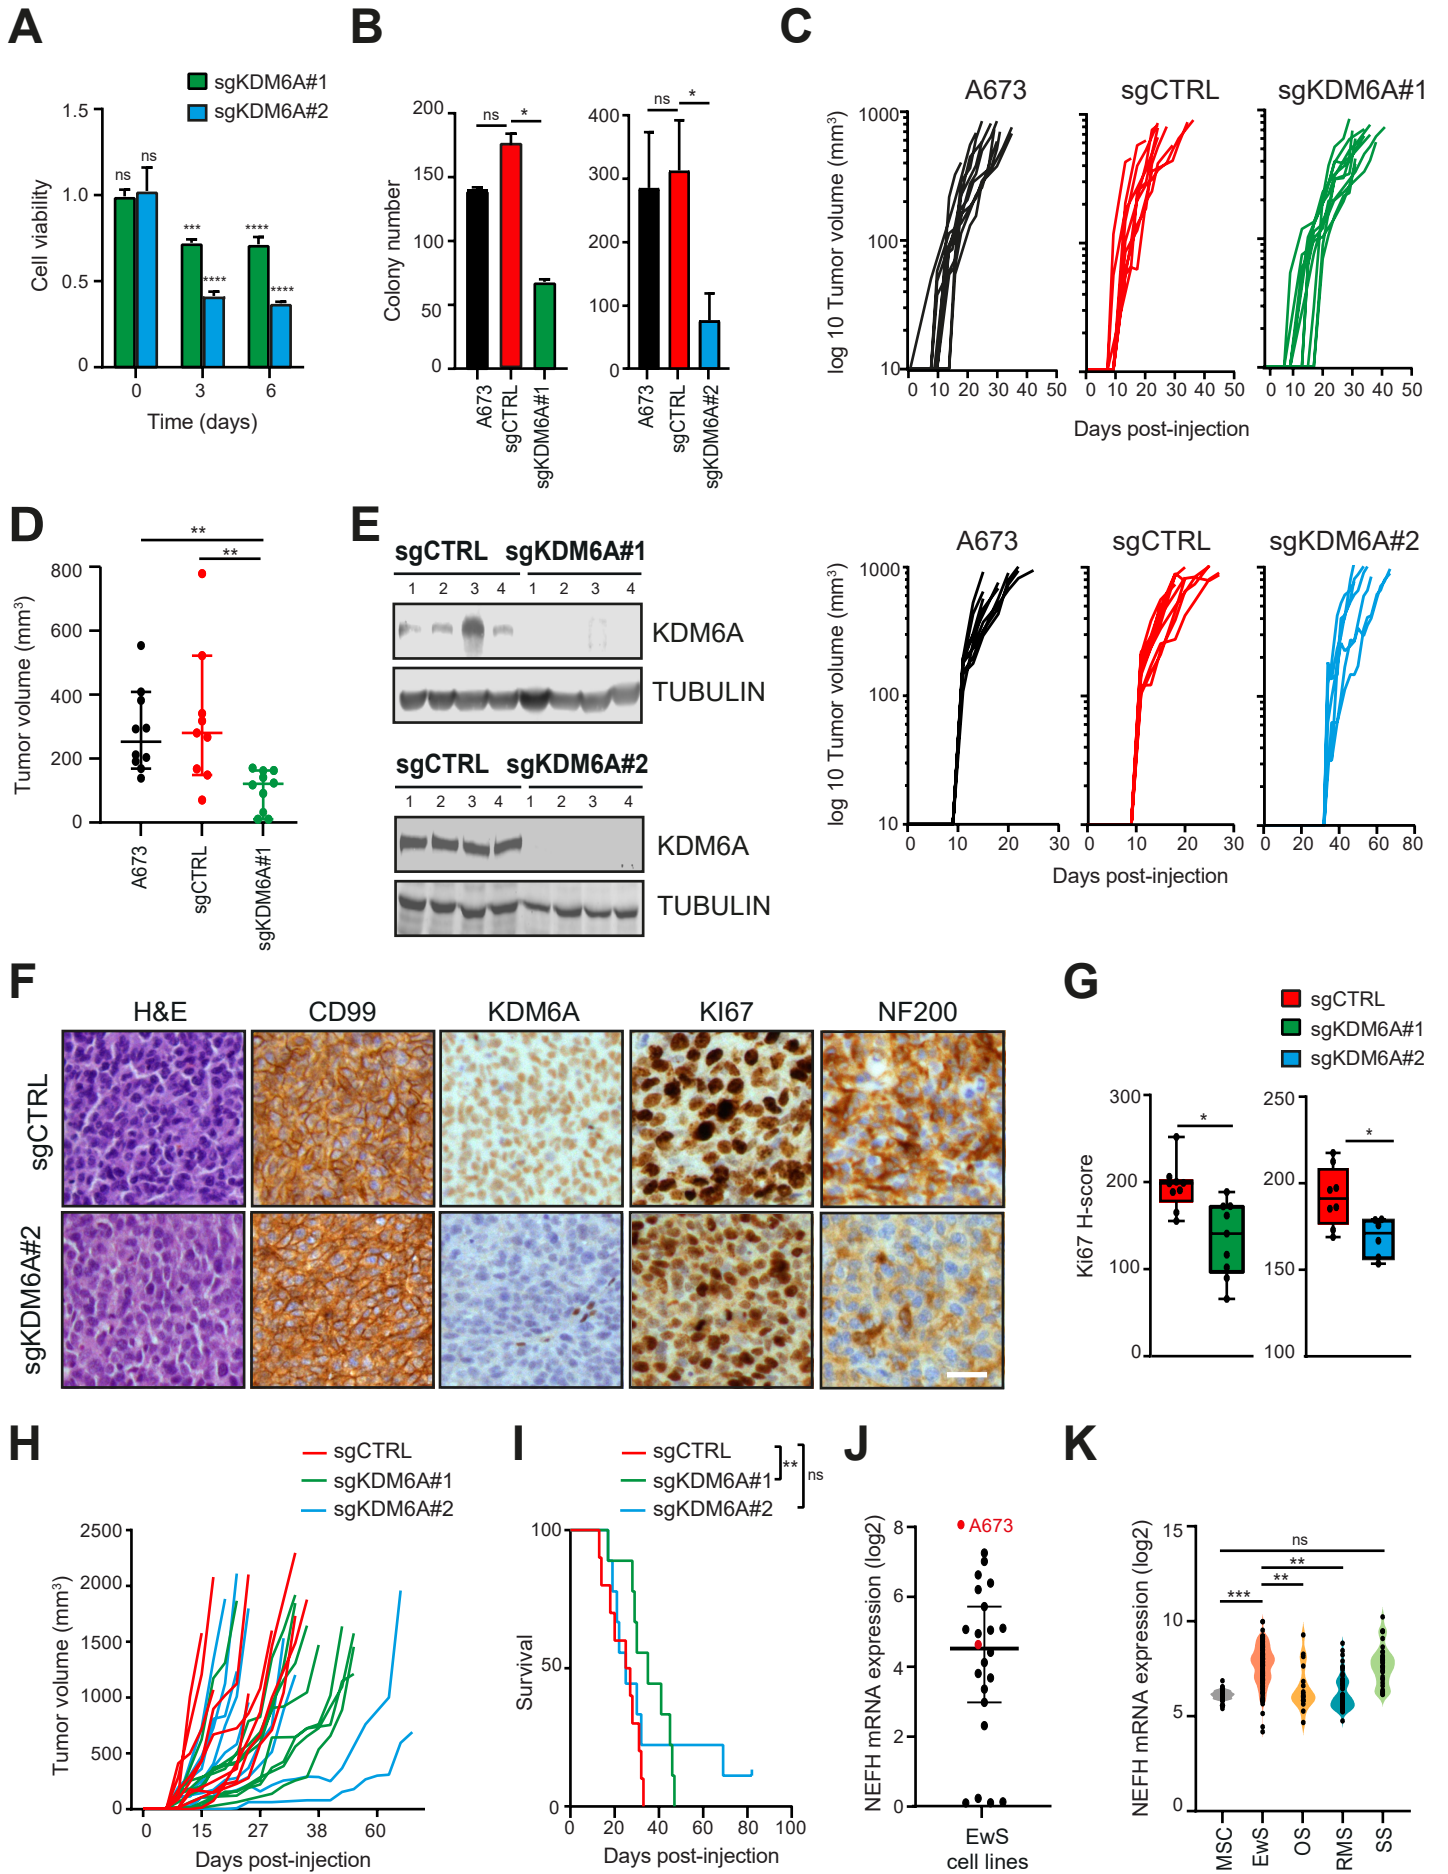 A
sgKDM6A#1
sgKDM6A#2
1.5
1.0
0.5
0
Cell viability
ns
ns
***
****
****
****
0 3 6
Time (days)
B
Colony number
200
150
100
50
0
ns
*
A673
sgCTRL
sgKDM6A#1
400
300
200
100
0
ns
*
A673
sgCTRL
sgKDM6A#2
C
A673 sgCTRL sgKDM6A#1
log 10 Tumor volume (mm³)
1000
100
10
0 10 20 30 40 50
0 10 20 30 40 50
0 10 20 30 40 50
Days post-injection
A673 sgCTRL sgKDM6A#2
log 10 Tumor volume (mm³)
1000
100
10
0 10 20 30
0 10 20 30
0 20 40 60 80
Days post-injection
D
**
**
Tumor volume (mm³)
800
600
400
200
0
A673
sgCTRL
sgKDM6A#1
E
sgCTRL sgKDM6A#1
1 2 3 4 1 2 3 4
KDM6A
TUBULIN
sgCTRL sgKDM6A#2
1 2 3 4 1 2 3 4
KDM6A
TUBULIN
F
H&E CD99 KDM6A KI67 NF200
sgCTRL
sgKDM6A#2
G
sgCTRL
sgKDM6A#1
sgKDM6A#2
Ki67 H-score
300
200
100
0
*
250
200
150
100
*
H
sgCTRL
sgKDM6A#1
sgKDM6A#2
Tumor volume (mm³)
2500
2000
1500
1000
500
0
0 15 27 38 60
Days post-injection
I
sgCTRL
sgKDM6A#1
sgKDM6A#2
**
ns
Survival
100
50
0
0 20 40 60 80 100
Days post-injection
J
NEFH mRNA expression (log2)
8
6
4
2
0
A673
EwS
cell lines
K
NEFH mRNA expression (log2)
15
10
5
0
ns
**
**
***
MSC
EwS
OS
RMS
SS